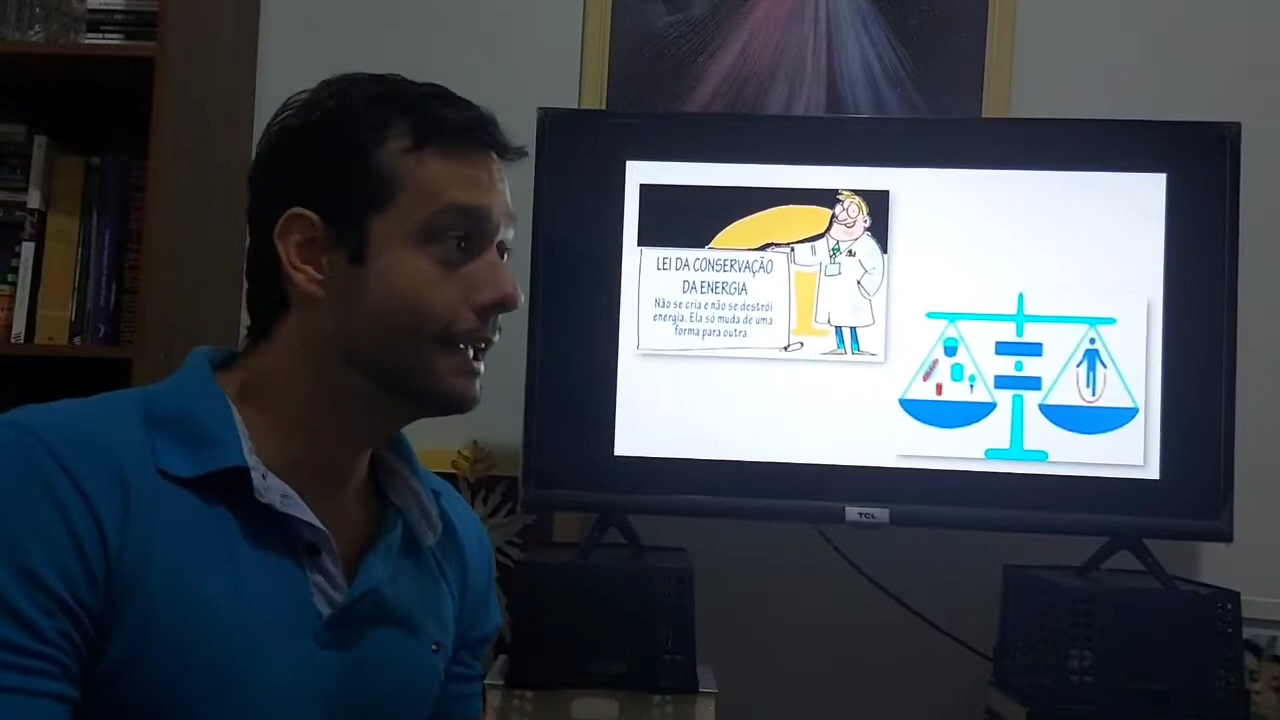 LEI DA CONSERVAÇÃO
DA ENERGIA
Não se cria e não se destrói
energia. Ela só muda de uma
forma para outra
TCL